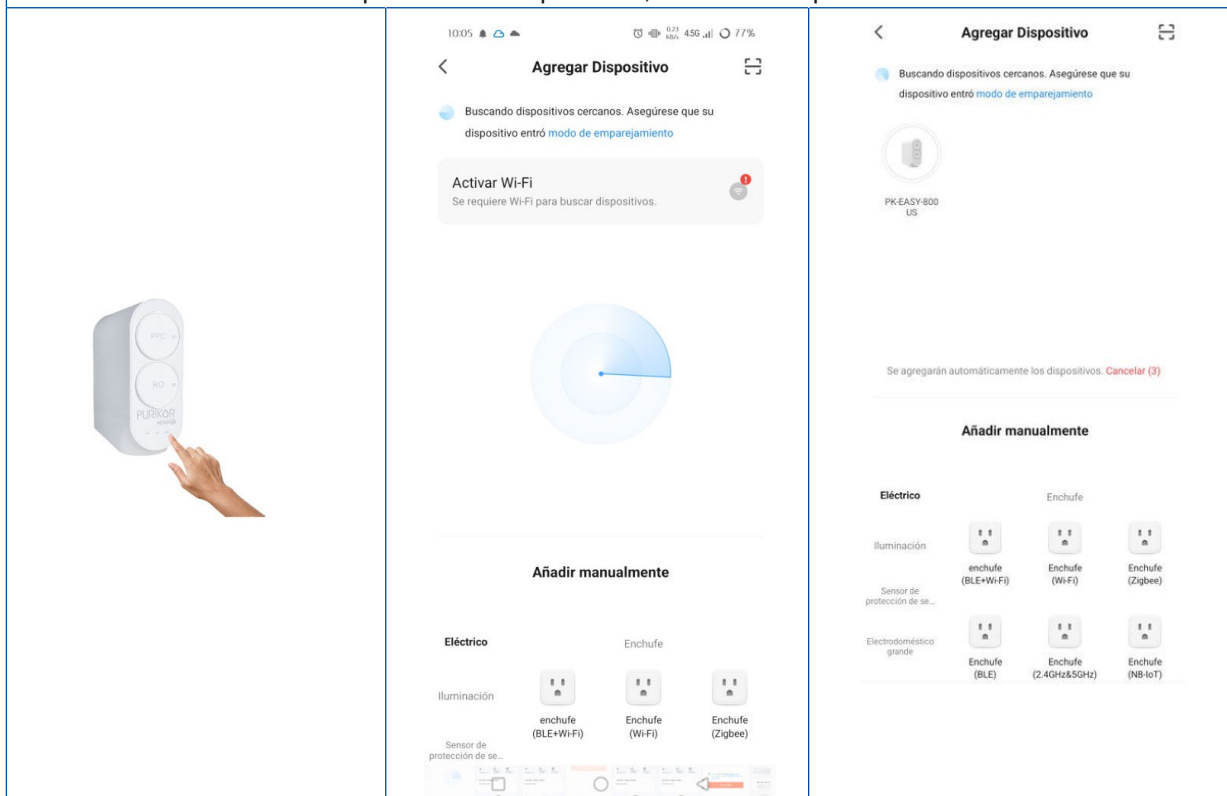 PPC
RO
PURIKOR
10:05
0.23 KB/s 4.5G 77%
Agregar Dispositivo
Buscando dispositivos cercanos. Asegúrese que su
dispositivo entró modo de emparejamiento
Activar Wi-Fi
Se requiere Wi-Fi para buscar dispositivos.
Añadir manualmente
Eléctrico
Enchufe
Iluminación
enchufe
(BLE+Wi-Fi)
Enchufe
(Wi-Fi)
Enchufe
(Zigbee)
Sensor de
protección de se...
Agregar Dispositivo
Buscando dispositivos cercanos. Asegúrese que su
dispositivo entró modo de emparejamiento
PK-EASY-800
US
Se agregarán automáticamente los dispositivos. Cancelar (3)
Añadir manualmente
Eléctrico
Enchufe
Iluminación
enchufe
(BLE+Wi-Fi)
Enchufe
(Wi-Fi)
Enchufe
(Zigbee)
Sensor de
protección de se...
Electrodoméstico
grande
Enchufe
(BLE)
Enchufe
(2.4GHz&5GHz)
Enchufe
(NB-IoT)